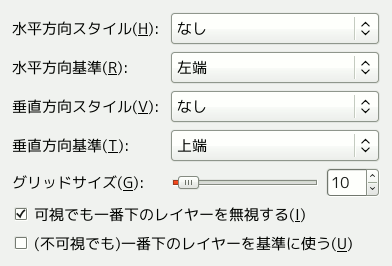 水平方向スタイル(H): なし
水平方向基準(R): 左端
垂直方向スタイル(V): なし
垂直方向基準(T): 上端
グリッドサイズ(G): 10
可視でも一番下のレイヤーを無視する(I)
(不可視でも)一番下のレイヤーを基準に使う(U)